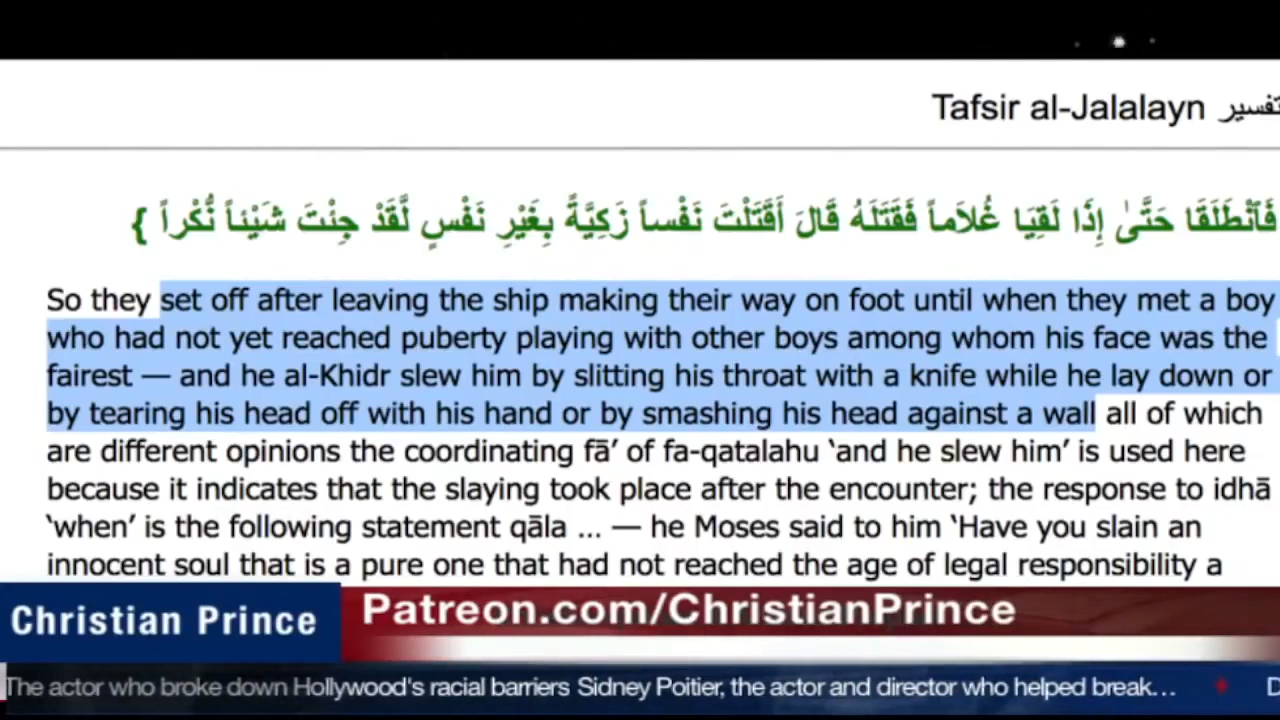 Tafsir al-Jalalayn تفسير
فَٱنْطَلَقَا حَتَّىٰ إِذَا لَقِيَا غُلاَماً فَقَتَلَهُ قَالَ أَقَتَلْتَ نَفْساً زَكِيَّةً بِغَيْرِ نَفْسٍ لَّقَدْ جِئْتَ شَيْئاً نُّكْراً }
So they set off after leaving the ship making their way on foot until when they met a boy
who had not yet reached puberty playing with other boys among whom his face was the
fairest — and he al-Khidr slew him by slitting his throat with a knife while he lay down or
by tearing his head off with his hand or by smashing his head against a wall all of which
are different opinions the coordinating fā’ of fa-qatalahu ‘and he slew him’ is used here
because it indicates that the slaying took place after the encounter; the response to idhā
‘when’ is the following statement qāla ... — he Moses said to him ‘Have you slain an
innocent soul that is a pure one that had not reached the age of legal responsibility a
Christian Prince
Patreon.com/ChristianPrince
The actor who broke down Hollywood's racial barriers Sidney Poitier, the actor and director who helped break... D